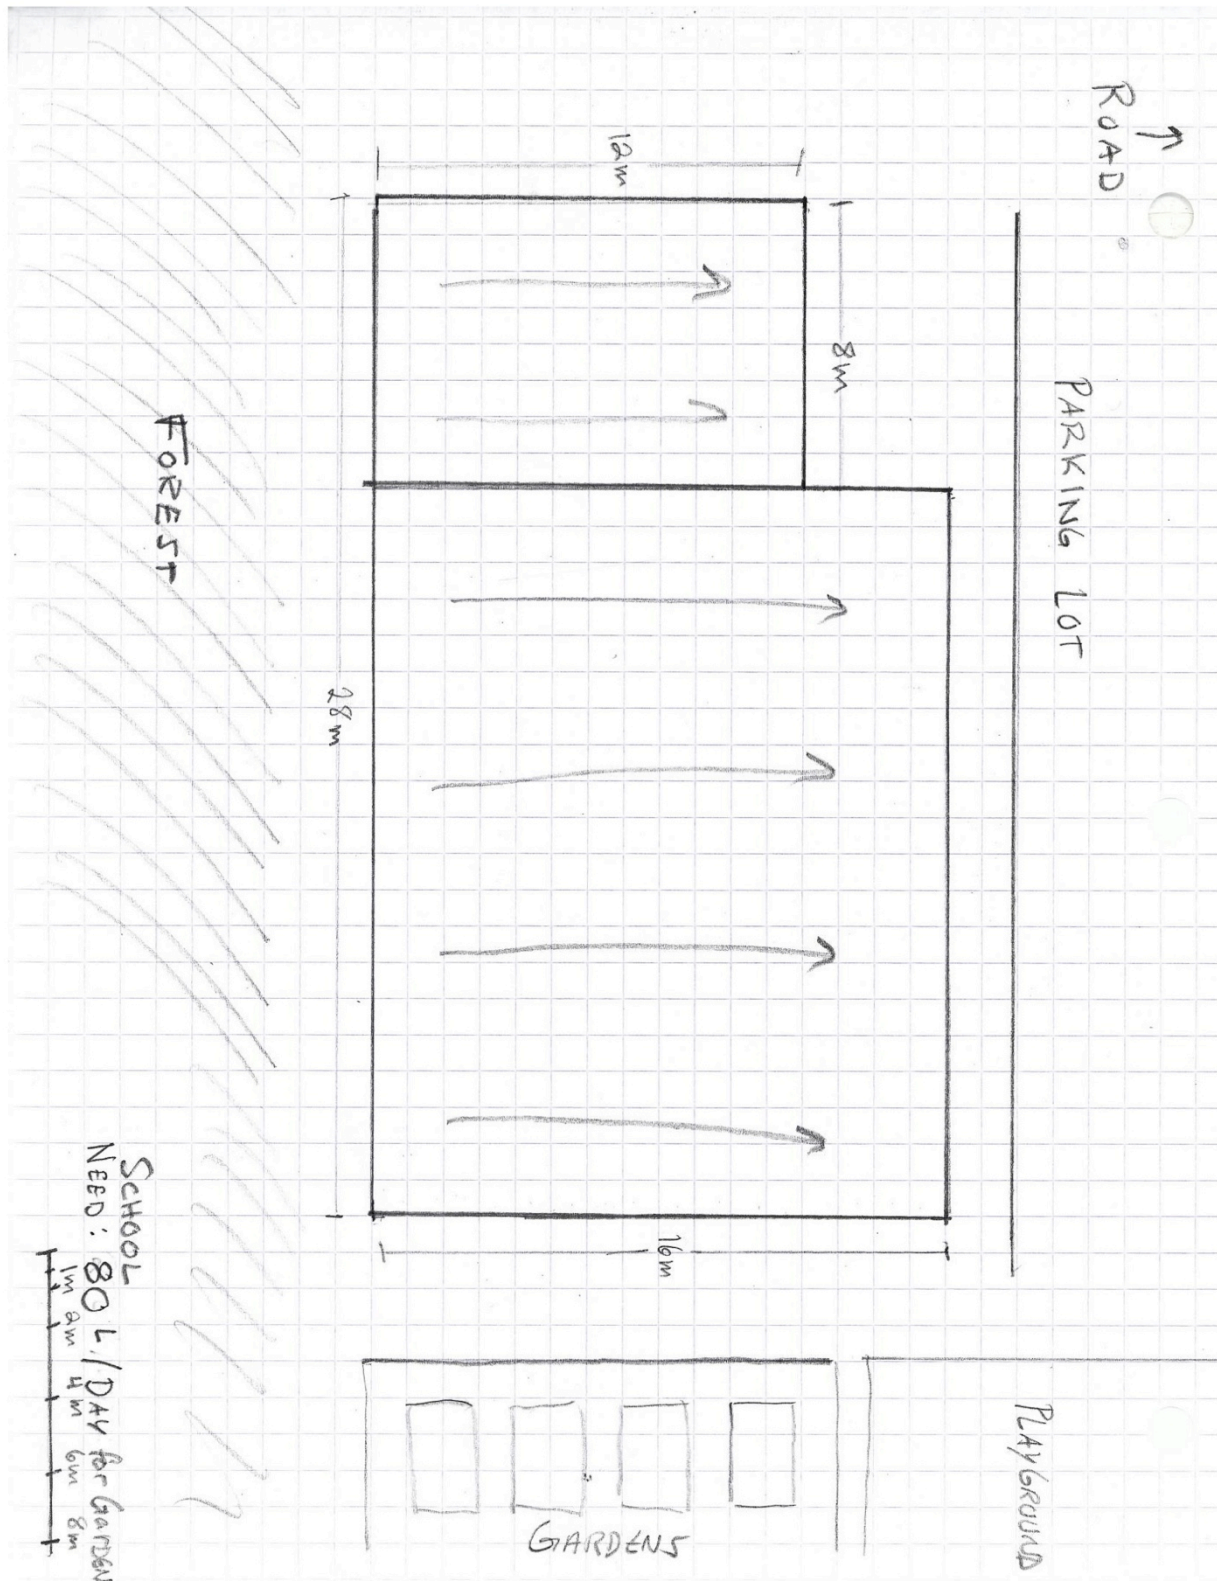 ↑
ROAD
PARKING LOT
12m
8m
FOREST
28m
16m
SCHOOL
NEED: 80 L/DAY for GARDEN
1m 2m 4m 6m 8m
GARDENS
PLAYGROUND